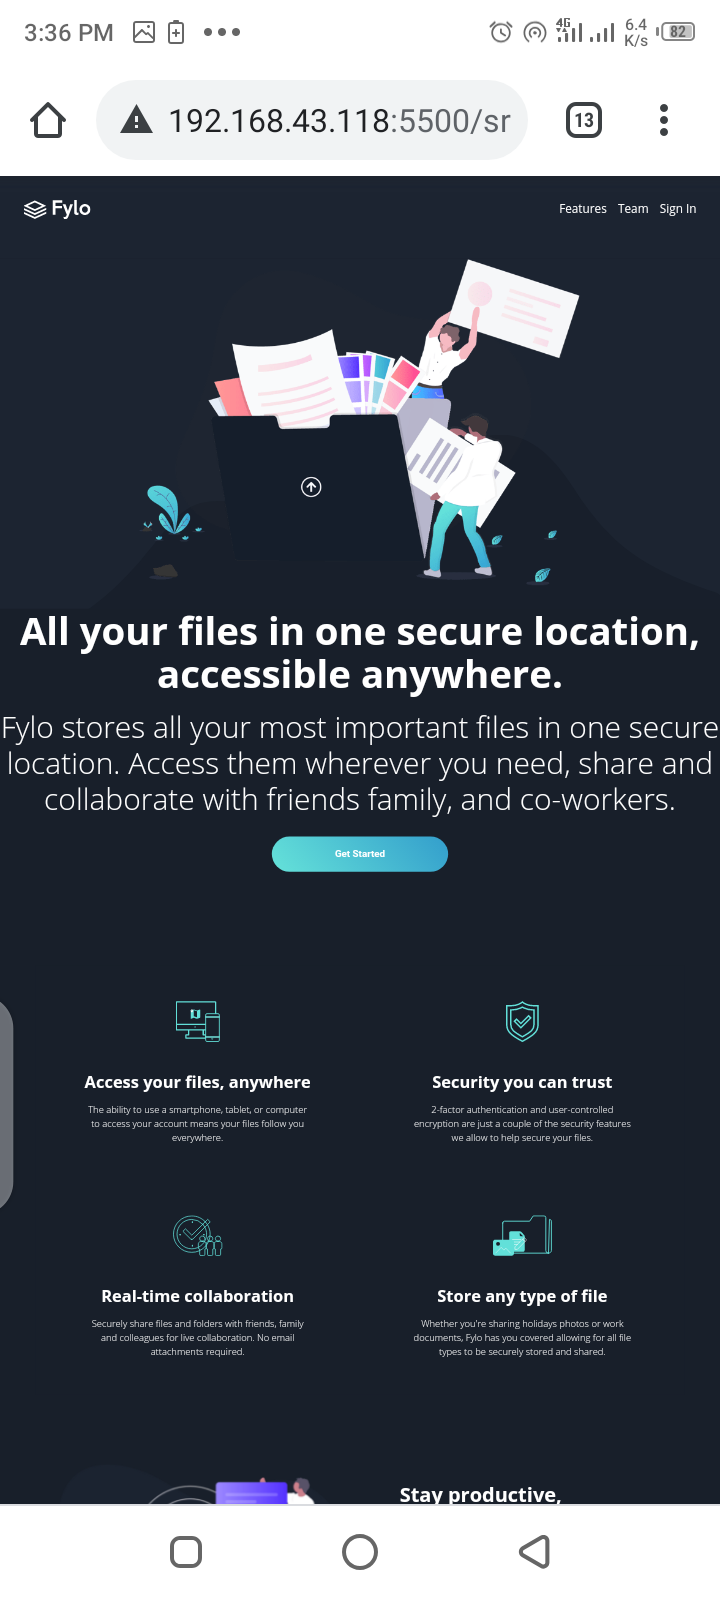 3:36 PM
4G
6.4
K/s
82
192.168.43.118:5500/sr
13
Fylo
Features Team Sign In
All your files in one secure location,
accessible anywhere.
Fylo stores all your most important files in one secure
location. Access them wherever you need, share and
collaborate with friends family, and co-workers.
Get Started
Access your files, anywhere
The ability to use a smartphone, tablet, or computer
to access your account means your files follow you
everywhere.
Security you can trust
2-factor authentication and user-controlled
encryption are just a couple of the security features
we allow to help secure your files.
Real-time collaboration
Securely share files and folders with friends, family
and colleagues for live collaboration. No email
attachments required.
Store any type of file
Whether you're sharing holidays photos or work
documents, Fylo has you covered allowing for all file
types to be securely stored and shared.
Stay productive,